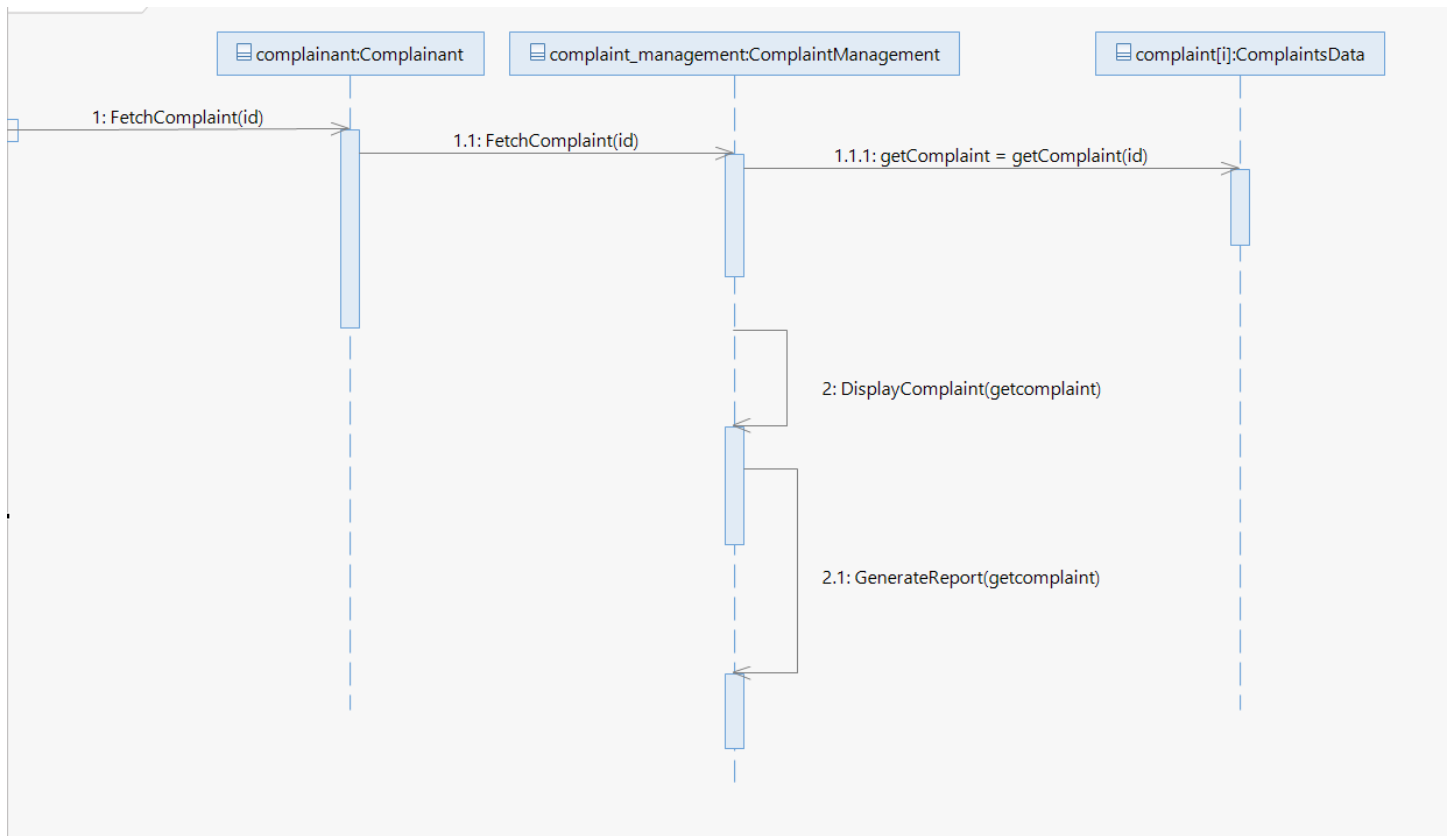 complainant:Complainant
complaint_management:ComplaintManagement
complaint[i]:ComplaintsData
1: FetchComplaint(id)
1.1: FetchComplaint(id)
1.1.1: getComplaint = getComplaint(id)
2: DisplayComplaint(getcomplaint)
2.1: GenerateReport(getcomplaint)